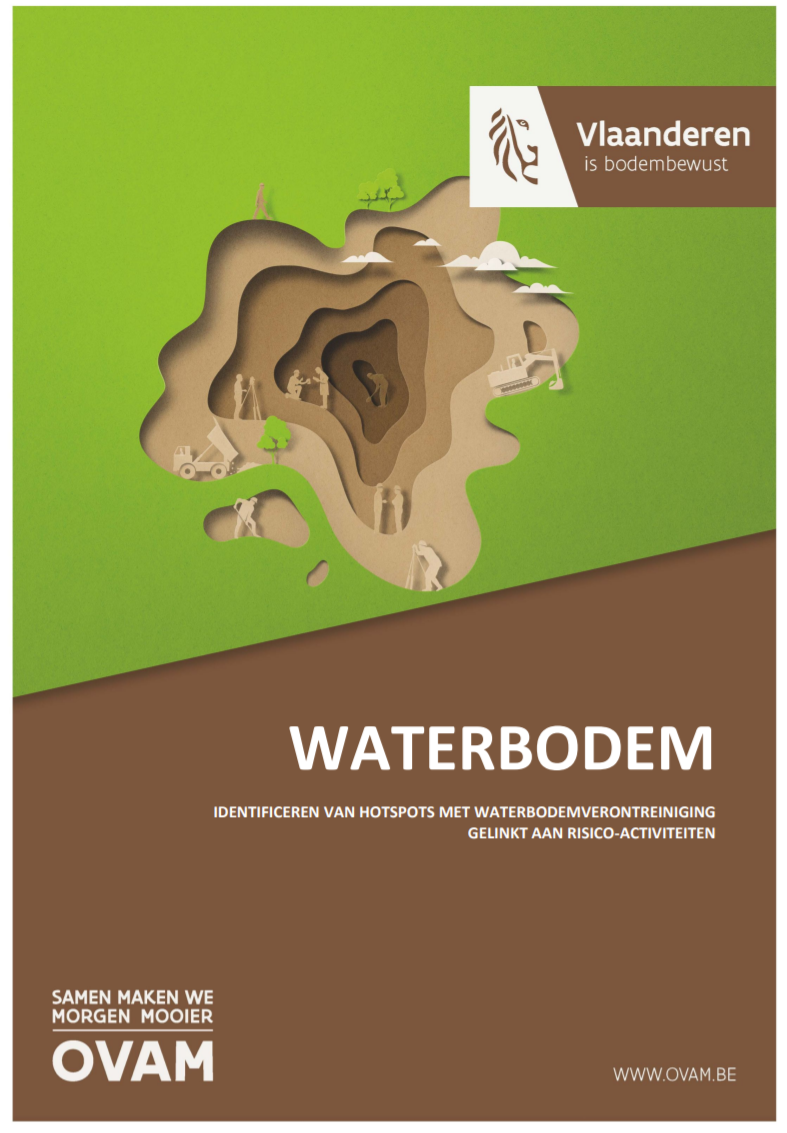 Vlaanderen
is bodembewust
WATERBODEM
IDENTIFICEREN VAN HOTSPOTS MET WATERBODEMVERONTREINIGING
GELINKT AAN RISICO-ACTIVITEITEN
SAMEN MAKEN WE
MORGEN MOOIER
OVAM
WWW.OVAM.BE